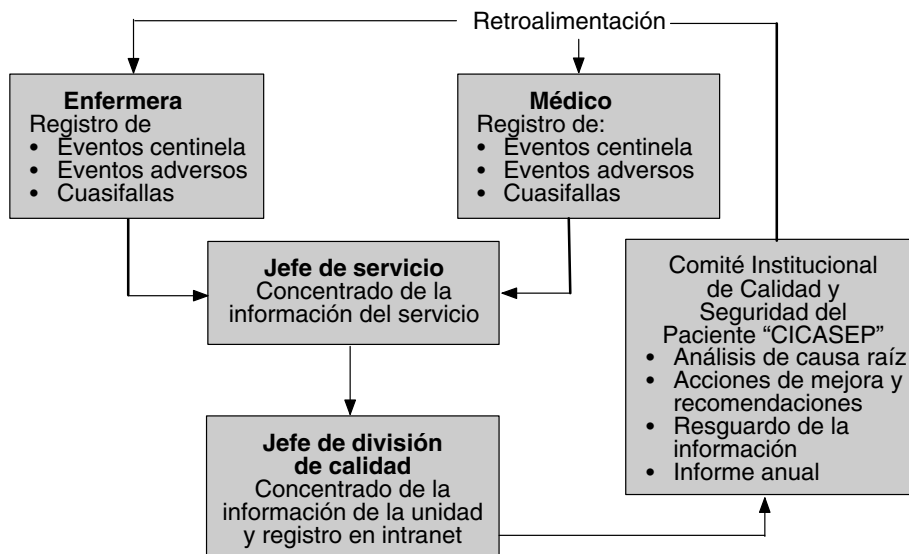 Retroalimentación
Enfermera
Registro de
• Eventos centinela
• Eventos adversos
• Cuasifallas
Médico
Registro de:
• Eventos centinela
• Eventos adversos
• Cuasifallas
Jefe de servicio
Concentrado de la
información del servicio
Jefe de división
de calidad
Concentrado de la
información de la unidad
y registro en intranet
Comité Institucional
de Calidad y
Seguridad del
Paciente “CICASEP”
• Análisis de causa raíz
• Acciones de mejora y
recomendaciones
• Resguardo de la
información
• Informe anual